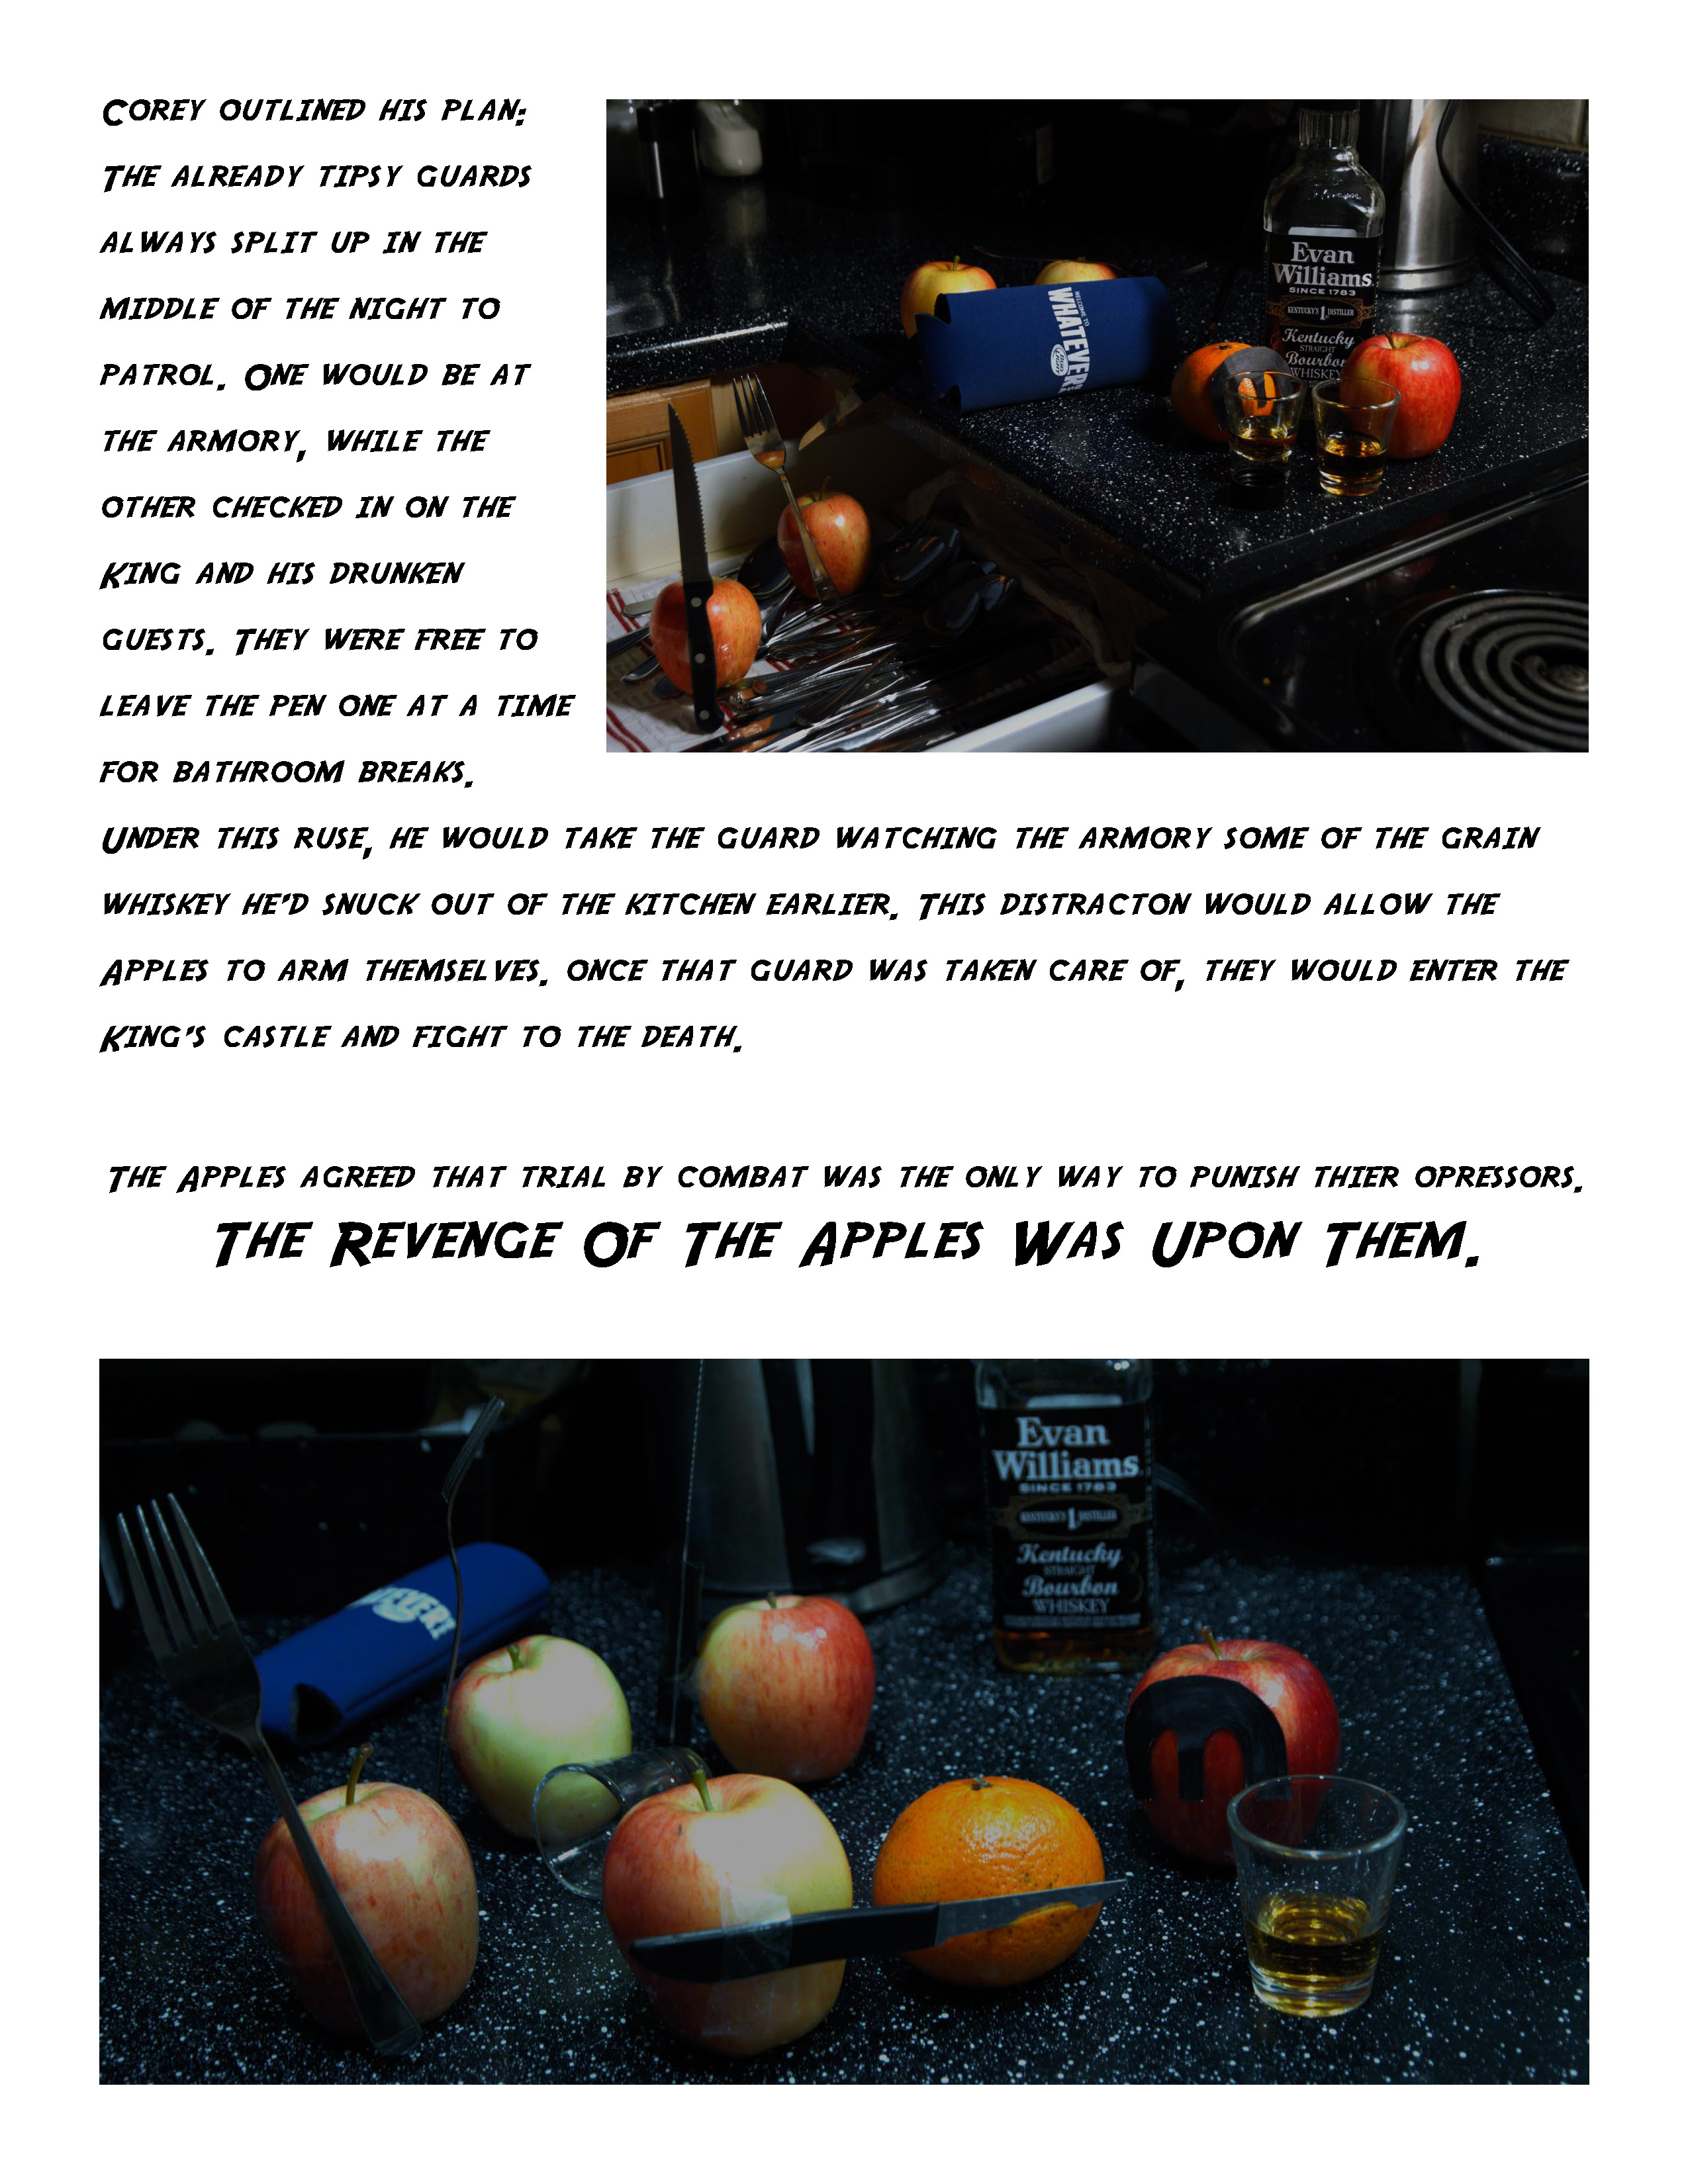 Corey outlined his plan:
The already tipsy guards
always split up in the
middle of the night to
patrol. One would be at
the armory, while the
other checked in on the
King and his drunken
guests. They were free to
leave the pen one at a time
for bathroom breaks.
Under this ruse, he would take the guard watching the armory some of the grain
whiskey he'd snuck out of the kitchen earlier. This distracton would allow the
Apples to arm themselves. once that guard was taken care of, they would enter the
King's castle and fight to the death.
The Apples agreed that trial by combat was the only way to punish thier opressors.
The Revenge Of The Apples Was Upon Them.
WHATEVER
Evan
Williams
SINCE 1783
KENTUCKY'S 1st DISTILLER
Kentucky
STRAIGHT
Bourbon
WHISKEY
Evan
Williams
SINCE 1783
KENTUCKY'S 1st DISTILLER
Kentucky
STRAIGHT
Bourbon
WHISKEY
m